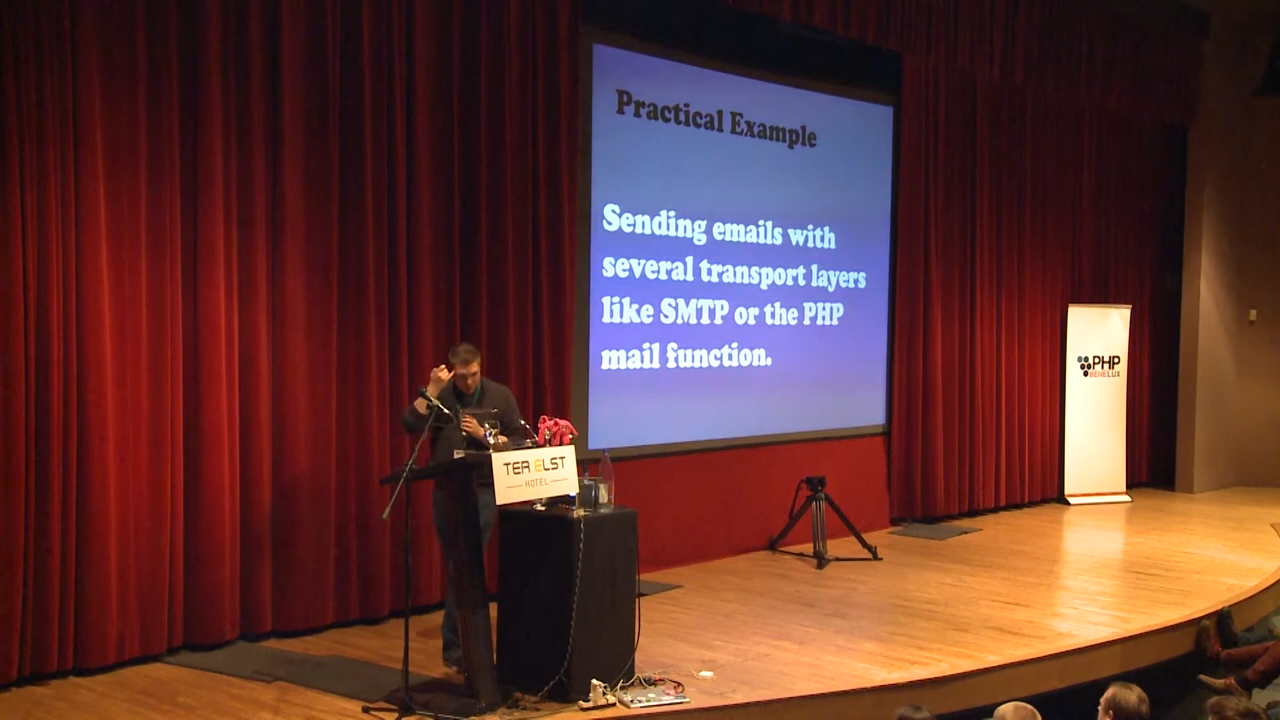 Practical Example
Sending emails with
several transport layers
like SMTP or the PHP
mail function.
TER ELST
HOTEL
PHP
BENELUX